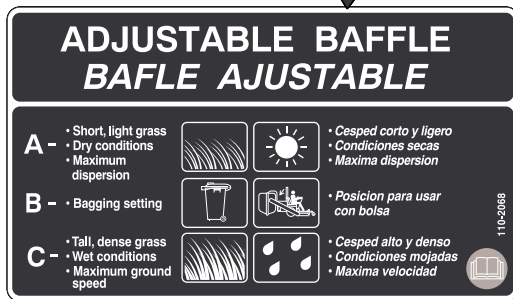 ADJUSTABLE BAFFLE
BAFLE AJUSTABLE
A - • Short, light grass
• Dry conditions
• Maximum
dispersion
• Cesped corto y ligero
• Condiciones secas
• Maxima dispersion
B - • Bagging setting
• Posicion para usar
con bolsa
C - • Tall, dense grass
• Wet conditions
• Maximum ground
speed
• Cesped alto y denso
• Condiciones mojadas
• Maxima velocidad
110-2068